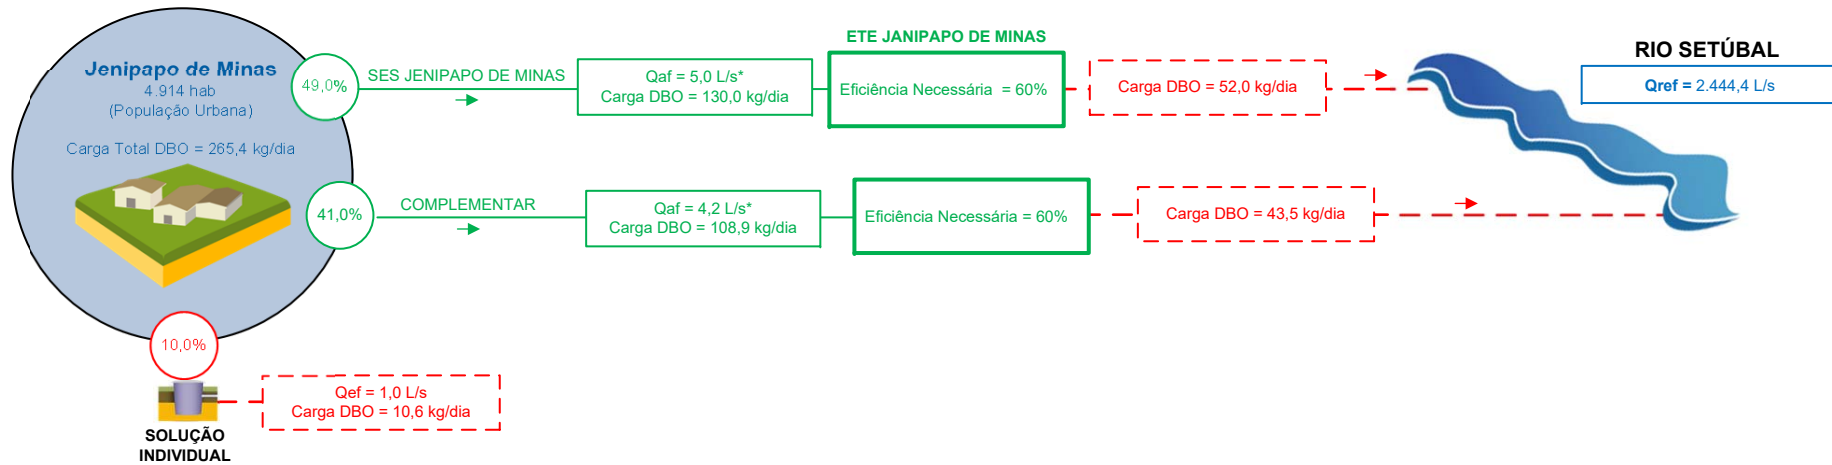 Jenipapo de Minas
4.914 hab
(População Urbana)
Carga Total DBO = 265,4 kg/dia
49,0%
SES JENIPAPO DE MINAS
Qaf = 5,0 L/s*
Carga DBO = 130,0 kg/dia
ETE JANIPAPO DE MINAS
Eficiência Necessária = 60%
Carga DBO = 52,0 kg/dia
RIO SETÚBAL
Qref = 2.444,4 L/s
41,0%
COMPLEMENTAR
Qaf = 4,2 L/s*
Carga DBO = 108,9 kg/dia
Eficiência Necessária = 60%
Carga DBO = 43,5 kg/dia
10,0%
Qef = 1,0 L/s
Carga DBO = 10,6 kg/dia
SOLUÇÃO
INDIVIDUAL